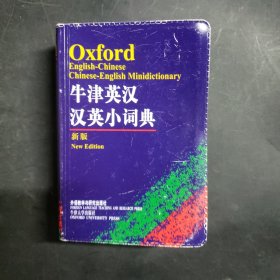 Oxford
English-Chinese
Chinese-English Minidictionary
牛津英汉
汉英小词典
新版
New Edition
外语教学与研究出版社
FOREIGN LANGUAGE TEACHING AND RESEARCH PRESS
牛津大学出版社
OXFORD UNIVERSITY PRESS